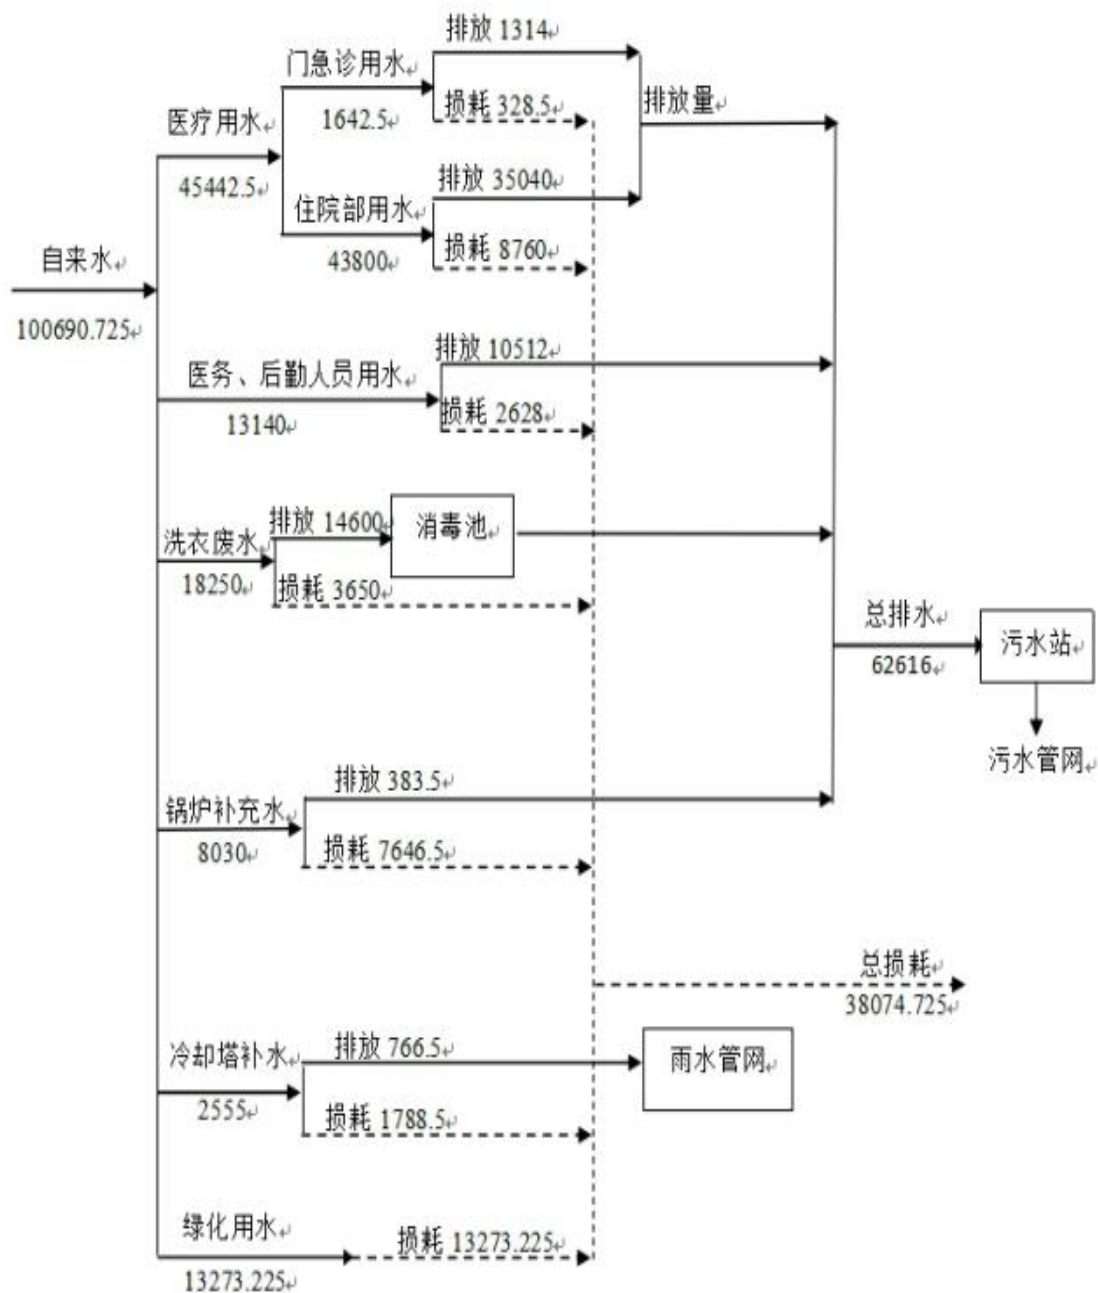 排放 1314
门急诊用水
1642.5
损耗 328.5
排放量
医疗用水
45442.5
排放 35040
住院部用水
43800
损耗 8760
自来水
100690.725
排放 10512
医务、后勤人员用水
13140
损耗 2628
排放 14600
消毒池
洗衣废水
18250
损耗 3650
总排水
62616
污水站
污水管网
排放 383.5
锅炉补充水
8030
损耗 7646.5
总损耗
38074.725
排放 766.5
冷却塔补水
2555
雨水管网
损耗 1788.5
绿化用水
13273.225
损耗 13273.225